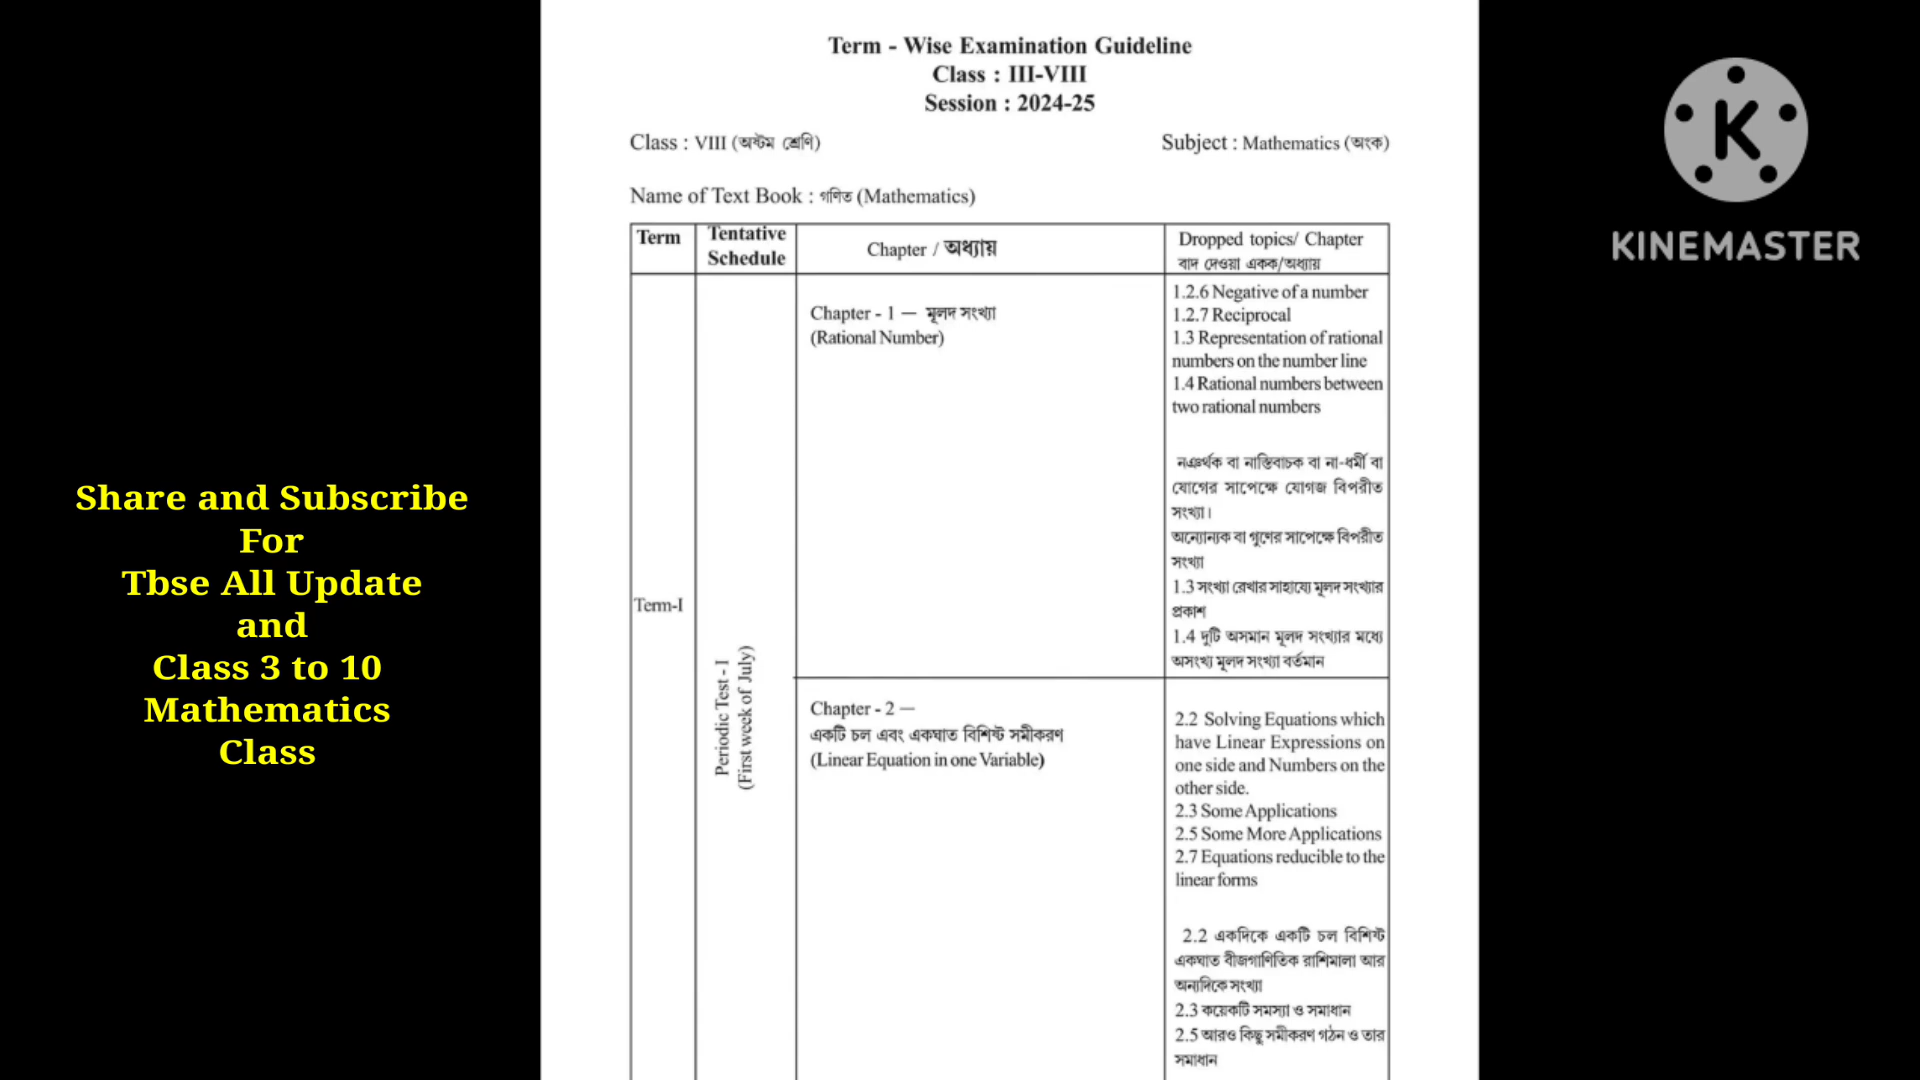 Term - Wise Examination Guideline
Class : III-VIII
Session : 2024-25
Class : VIII (অষ্টম শ্রেণি)
Subject : Mathematics (অংক)
Name of Text Book : গণিত (Mathematics)
Term
Tentative
Schedule
Chapter / অধ্যায়
Dropped topics/ Chapter
বাদ দেওয়া একক/অধ্যায়
Term-I
Periodic Test - I
(First week of July)
Chapter - 1 — মূলদ সংখ্যা
(Rational Number)
1.2.6 Negative of a number
1.2.7 Reciprocal
1.3 Representation of rational
numbers on the number line
1.4 Rational numbers between
two rational numbers
নঞর্থক বা নাস্তিবাচক বা না-ধর্মী বা
যোগের সাপেক্ষে যোগজ বিপরীত
সংখ্যা।
অন্যোন্যক বা গুণের সাপেক্ষে বিপরীত
সংখ্যা
1.3 সংখ্যা রেখার সাহায্যে মূলদ সংখ্যার
প্রকাশ
1.4 দুটি অসমান মূলদ সংখ্যার মধ্যে
অসংখ্য মূলদ সংখ্যা বর্তমান
Chapter - 2 —
একটি চল এবং একঘাত বিশিষ্ট সমীকরণ
(Linear Equation in one Variable)
2.2 Solving Equations which
have Linear Expressions on
one side and Numbers on the
other side.
2.3 Some Applications
2.5 Some More Applications
2.7 Equations reducible to the
linear forms
2.2 একদিকে একটি চল বিশিষ্ট
একঘাত বীজগাণিতিক রাশিমালা আর
অন্যদিকে সংখ্যা
2.3 কয়েকটি সমস্যা ও সমাধান
2.5 আরও কিছু সমীকরণ গঠন ও তার
সমাধান
Share and Subscribe
For
Tbse All Update
and
Class 3 to 10
Mathematics
Class
K
KINEMASTER